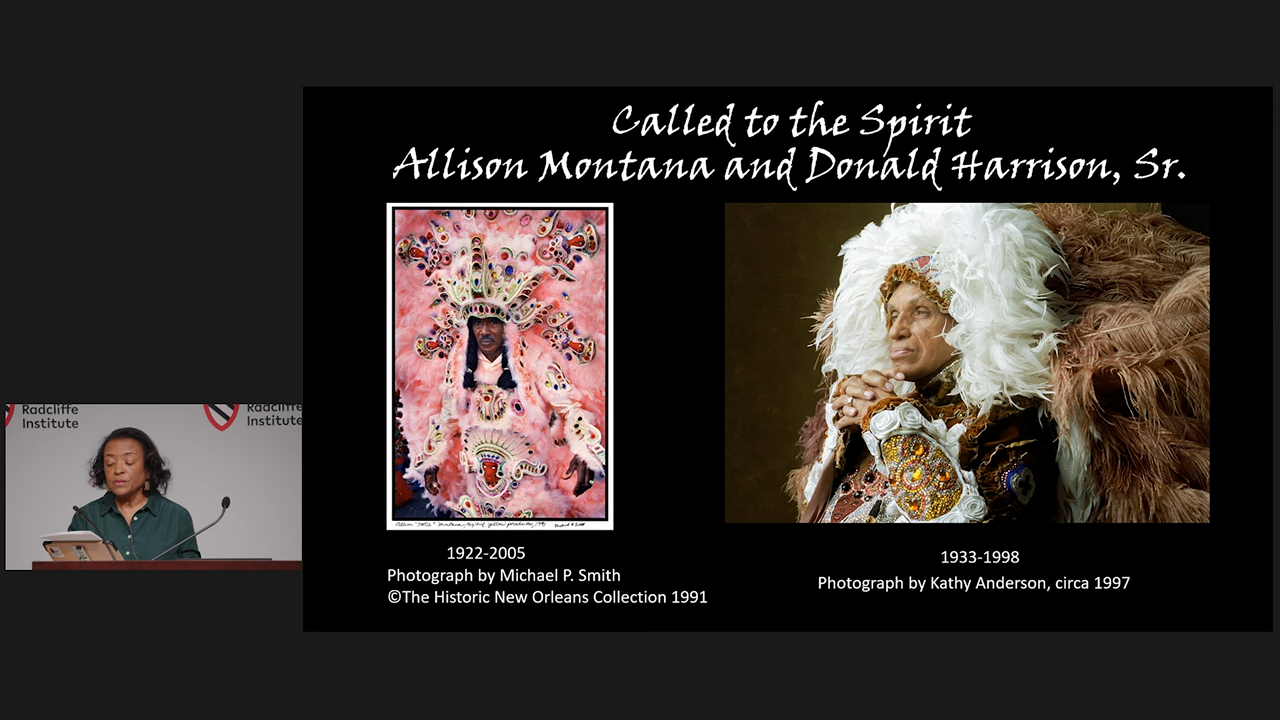 Called to the Spirit
Allison Montana and Donald Harrison, Sr.
1922-2005
Photograph by Michael P. Smith
©The Historic New Orleans Collection 1991
1933-1998
Photograph by Kathy Anderson, circa 1997
Radcliffe
Institute
Radcliffe
Institute